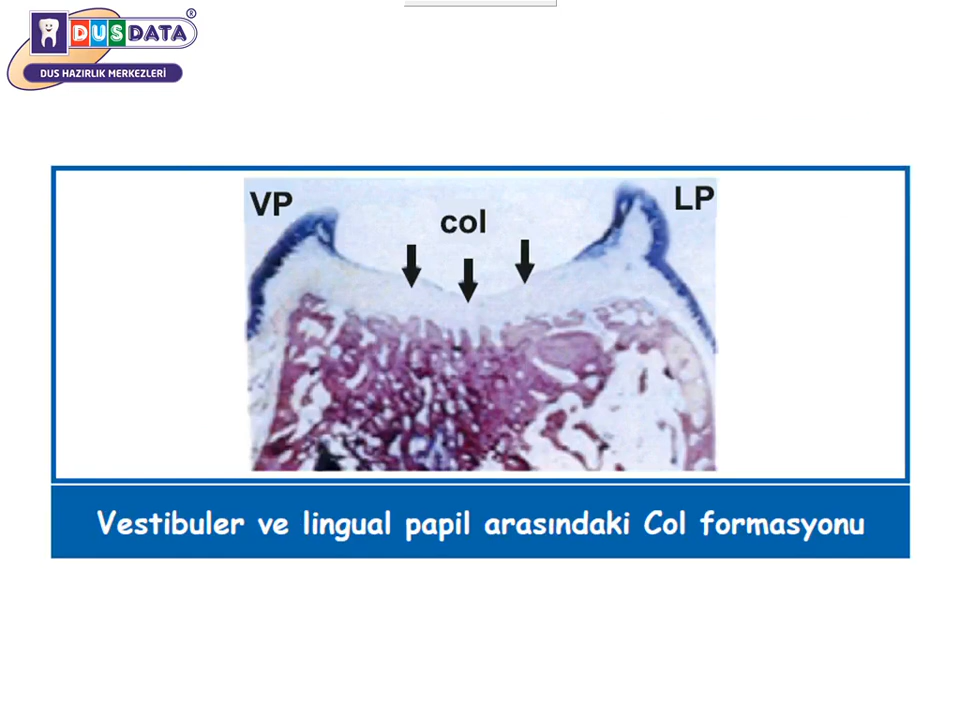 DUSDATA®
DUS HAZIRLIK MERKEZLERİ
VP
LP
col
Vestibuler ve lingual papil arasındaki Col formasyonu